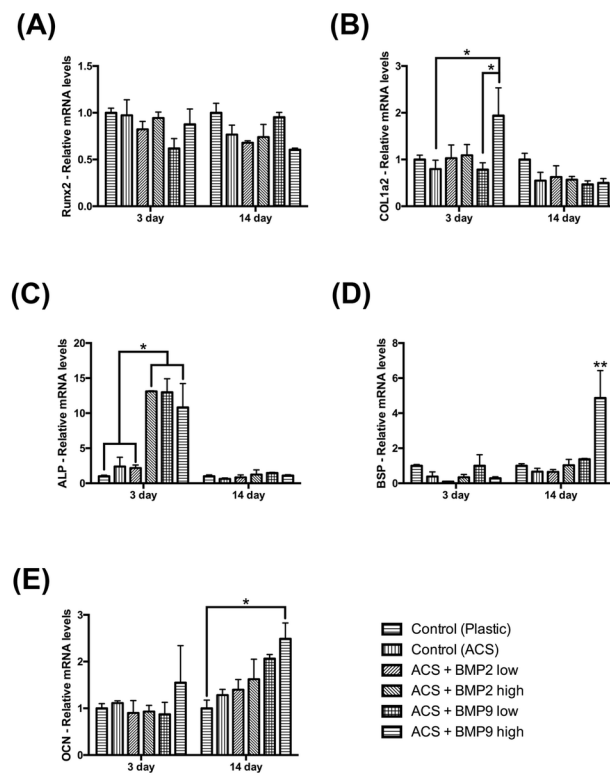 (A)
Runx2 - Relative mRNA levels
1.5
1.0
0.5
0.0
3 day
14 day
(B)
COL1a2 - Relative mRNA levels
3
2
1
0
*
*
3 day
14 day
(C)
ALP - Relative mRNA levels
20
15
10
5
0
*
3 day
14 day
(D)
BSP - Relative mRNA levels
8
6
4
2
0
**
3 day
14 day
(E)
OCN - Relative mRNA levels
3
2
1
0
*
3 day
14 day
Control (Plastic)
Control (ACS)
ACS + BMP2 low
ACS + BMP2 high
ACS + BMP9 low
ACS + BMP9 high